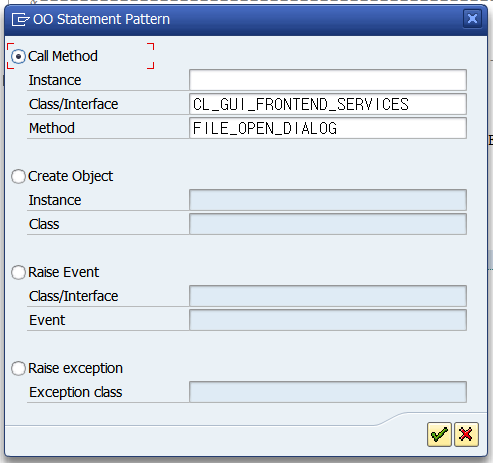 OO Statement Pattern
Call Method
Instance
Class/Interface CL_GUI_FRONTEND_SERVICES
Method FILE_OPEN_DIALOG
Create Object
Instance
Class
Raise Event
Class/Interface
Event
Raise exception
Exception class